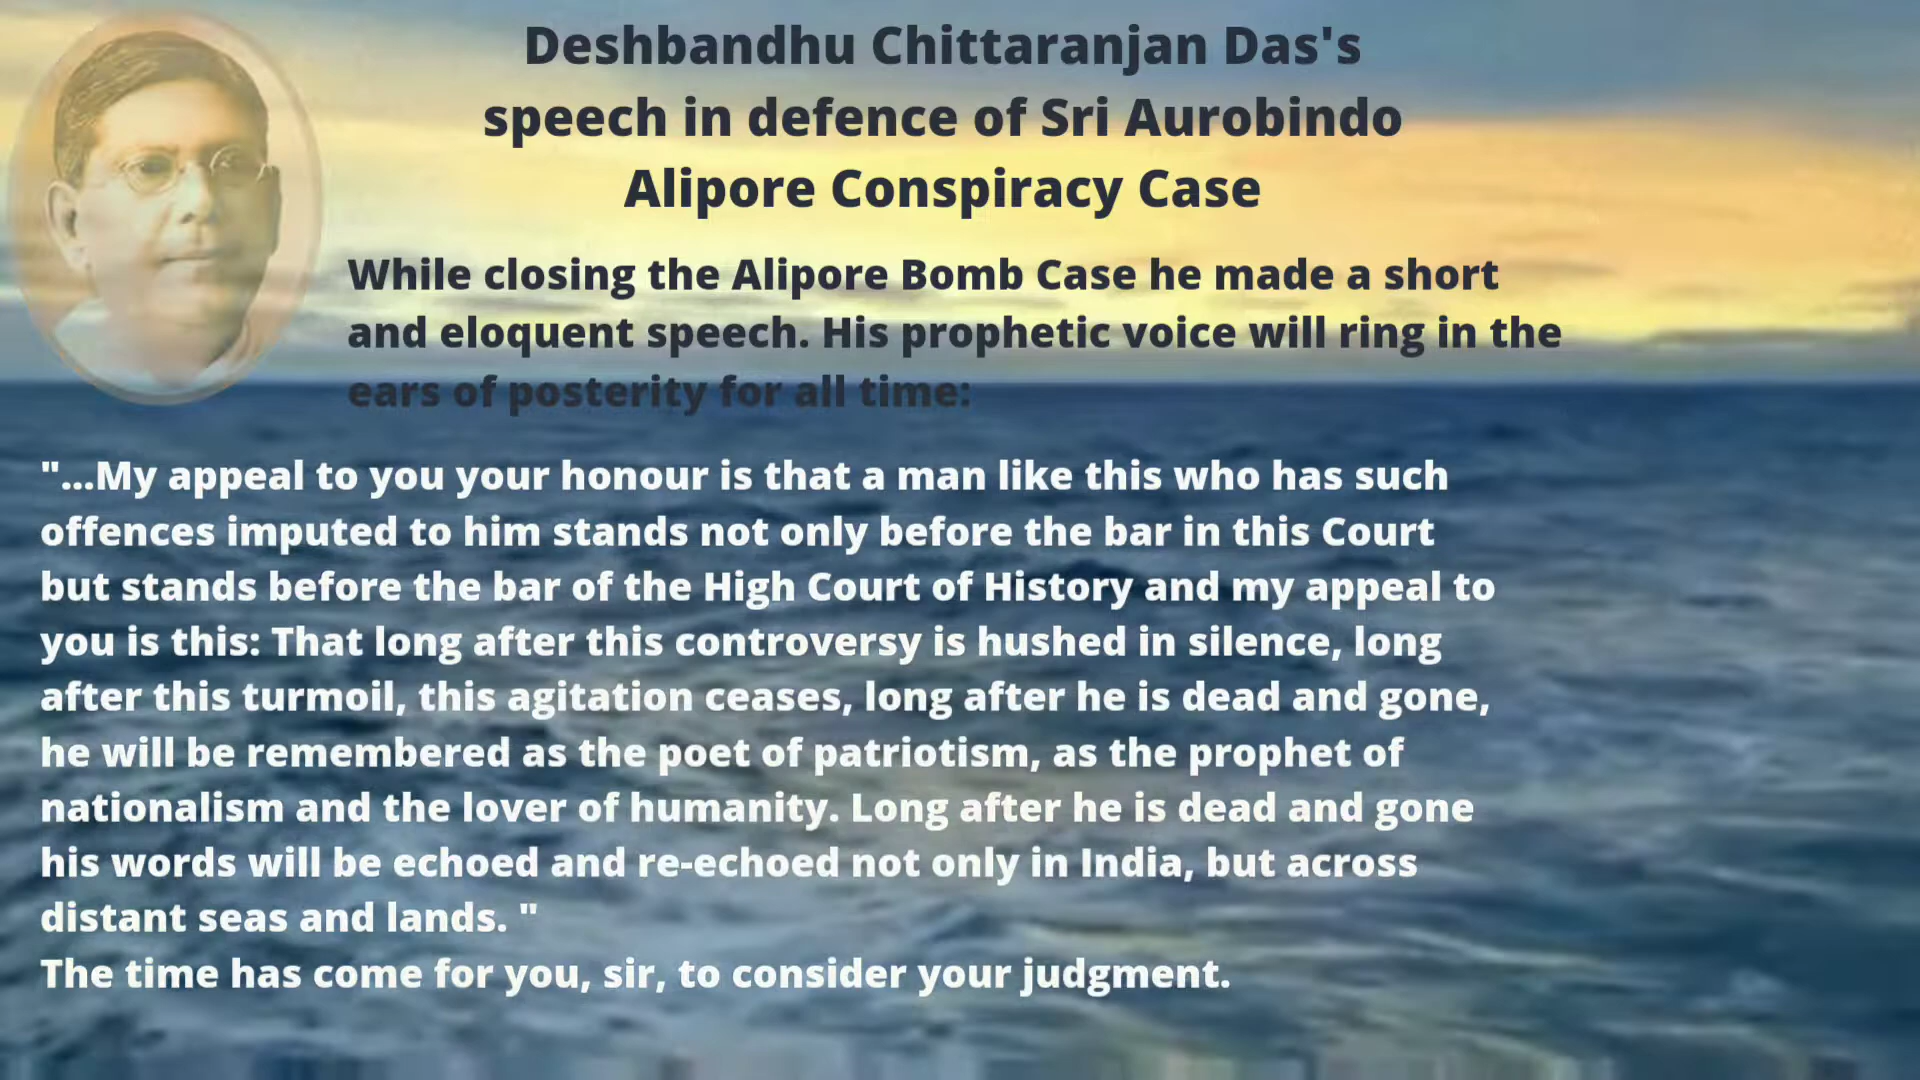 Deshbandhu Chittaranjan Das's
speech in defence of Sri Aurobindo
Alipore Conspiracy Case
While closing the Alipore Bomb Case he made a short
and eloquent speech. His prophetic voice will ring in the
ears of posterity for all time:
"...My appeal to you your honour is that a man like this who has such
offences imputed to him stands not only before the bar in this Court
but stands before the bar of the High Court of History and my appeal to
you is this: That long after this controversy is hushed in silence, long
after this turmoil, this agitation ceases, long after he is dead and gone,
he will be remembered as the poet of patriotism, as the prophet of
nationalism and the lover of humanity. Long after he is dead and gone
his words will be echoed and re-echoed not only in India, but across
distant seas and lands. "
The time has come for you, sir, to consider your judgment.